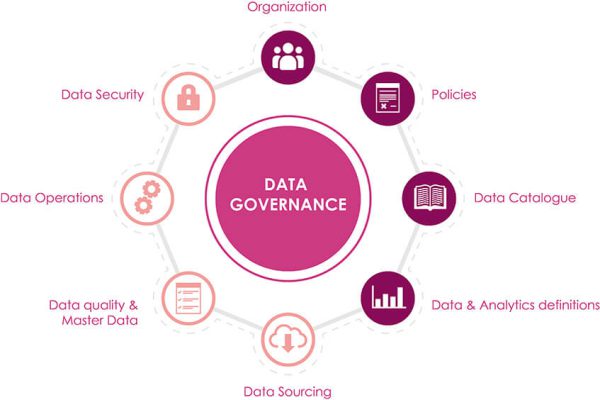 Organization
Data Security
Policies
DATA
GOVERNANCE
Data Operations
Data Catalogue
Data quality &
Master Data
Data & Analytics definitions
Data Sourcing